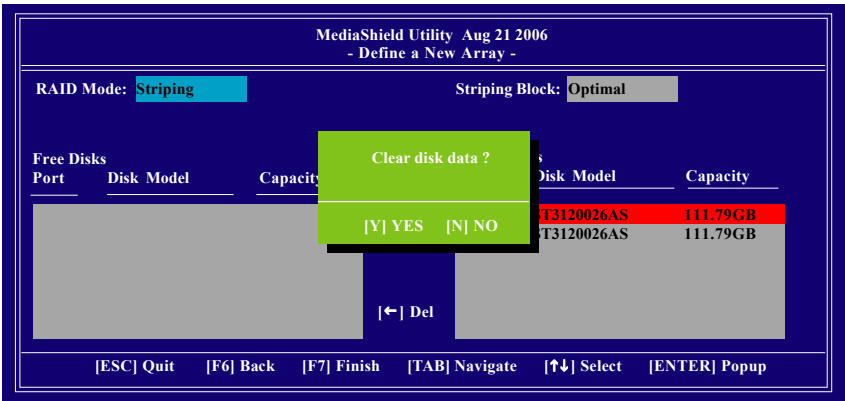 MediaShield Utility Aug 21 2006
- Define a New Array -
RAID Mode: Striping
Striping Block: Optimal
Clear disk data ?
[Y] YES [N] NO
Free Disks
Port Disk Model Capacity
s
Disk Model Capacity
ST3120026AS 111.79GB
ST3120026AS 111.79GB
[←] Del
[ESC] Quit [F6] Back [F7] Finish [TAB] Navigate [↑↓] Select [ENTER] Popup